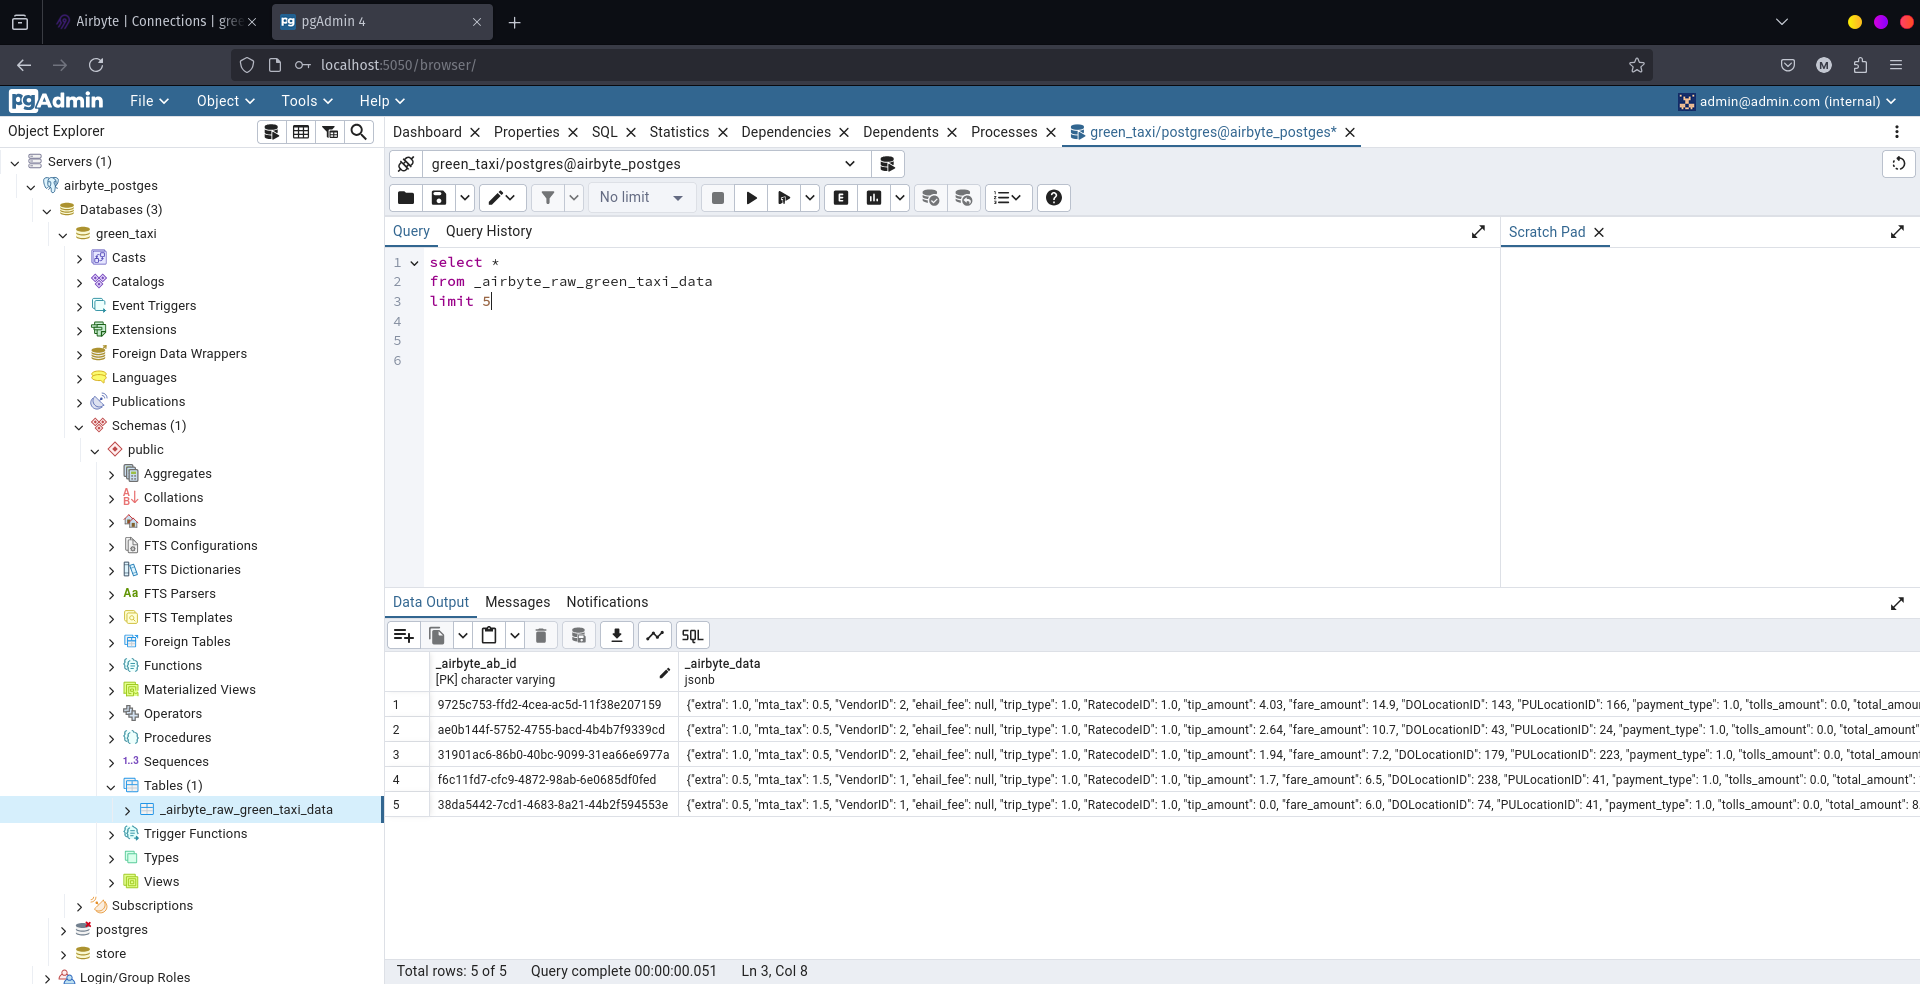 Airbyte | Connections | gree
pgAdmin 4
localhost:5050/browser/
pgAdmin File Object Tools Help admin@admin.com (internal)
Object Explorer
Servers (1)
airbyte_postges
Databases (3)
green_taxi
Casts
Catalogs
Event Triggers
Extensions
Foreign Data Wrappers
Languages
Publications
Schemas (1)
public
Aggregates
Collations
Domains
FTS Configurations
FTS Dictionaries
FTS Parsers
FTS Templates
Foreign Tables
Functions
Materialized Views
Operators
Procedures
Sequences
Tables (1)
_airbyte_raw_green_taxi_data
Trigger Functions
Types
Views
Subscriptions
postgres
store
Login/Group Roles
Dashboard Properties SQL Statistics Dependencies Dependents Processes green_taxi/postgres@airbyte_postges*
green_taxi/postgres@airbyte_postges
No limit
Query Query History
Scratch Pad
1 select *
2 from _airbyte_raw_green_taxi_data
3 limit 5
4
5
6
Data Output Messages Notifications
SQL
_airbyte_ab_id
[PK] character varying
_airbyte_data
jsonb
1 9725c753-ffd2-4cea-ac5d-11f38e207159 {"extra": 1.0, "mta_tax": 0.5, "VendorID": 2, "ehail_fee": null, "trip_type": 1.0, "RatecodeID": 1.0, "tip_amount": 4.03, "fare_amount": 14.9, "DOLocationID": 143, "PULocationID": 166, "payment_type": 1.0, "tolls_amount": 0.0, "total_amou
2 ae0b144f-5752-4755-bacd-4b4b7f9339cd {"extra": 1.0, "mta_tax": 0.5, "VendorID": 2, "ehail_fee": null, "trip_type": 1.0, "RatecodeID": 1.0, "tip_amount": 2.64, "fare_amount": 10.7, "DOLocationID": 43, "PULocationID": 24, "payment_type": 1.0, "tolls_amount": 0.0, "total_amount"
3 31901ac6-86b0-40bc-9099-31ea66e6977a {"extra": 1.0, "mta_tax": 0.5, "VendorID": 2, "ehail_fee": null, "trip_type": 1.0, "RatecodeID": 1.0, "tip_amount": 1.94, "fare_amount": 7.2, "DOLocationID": 179, "PULocationID": 223, "payment_type": 1.0, "tolls_amount": 0.0, "total_amount
4 f6c11fd7-cfc9-4872-98ab-6e0685df0fed {"extra": 0.5, "mta_tax": 1.5, "VendorID": 1, "ehail_fee": null, "trip_type": 1.0, "RatecodeID": 1.0, "tip_amount": 1.7, "fare_amount": 6.5, "DOLocationID": 238, "PULocationID": 41, "payment_type": 1.0, "tolls_amount": 0.0, "total_amount":
5 38da5442-7cd1-4683-8a21-44b2f594553e {"extra": 0.5, "mta_tax": 1.5, "VendorID": 1, "ehail_fee": null, "trip_type": 1.0, "RatecodeID": 1.0, "tip_amount": 0.0, "fare_amount": 6.0, "DOLocationID": 74, "PULocationID": 41, "payment_type": 1.0, "tolls_amount": 0.0, "total_amount": 8.
Total rows: 5 of 5 Query complete 00:00:00.051 Ln 3, Col 8